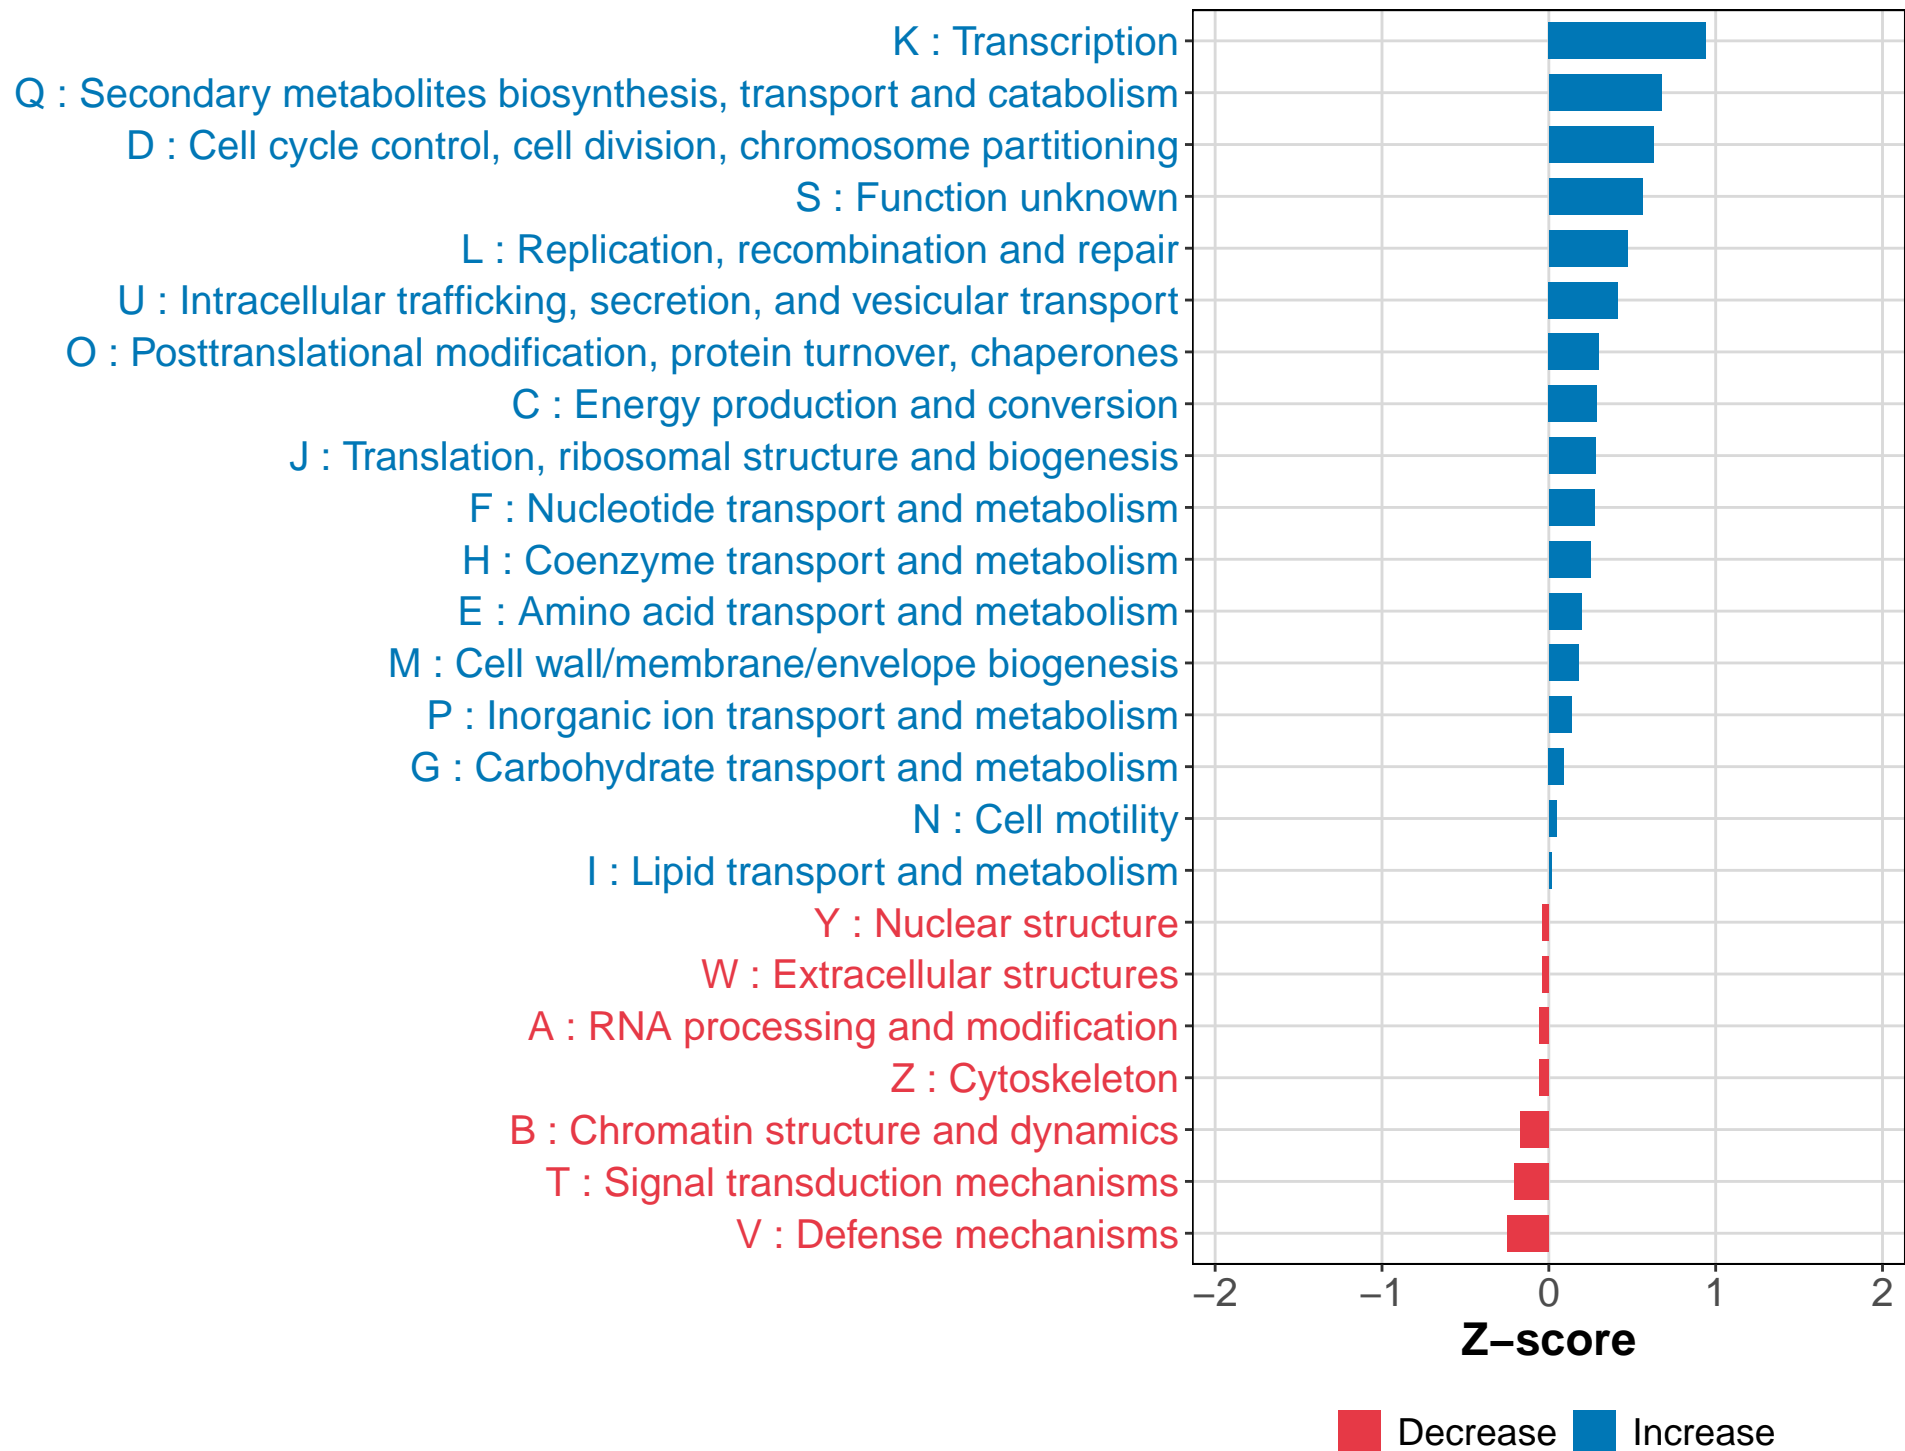 K : Transcription
Q : Secondary metabolites biosynthesis, transport and catabolism
D : Cell cycle control, cell division, chromosome partitioning
S : Function unknown
L : Replication, recombination and repair
U : Intracellular trafficking, secretion, and vesicular transport
O : Posttranslational modification, protein turnover, chaperones
C : Energy production and conversion
J : Translation, ribosomal structure and biogenesis
F : Nucleotide transport and metabolism
H : Coenzyme transport and metabolism
E : Amino acid transport and metabolism
M : Cell wall/membrane/envelope biogenesis
P : Inorganic ion transport and metabolism
G : Carbohydrate transport and metabolism
N : Cell motility
I : Lipid transport and metabolism
Y : Nuclear structure
W : Extracellular structures
A : RNA processing and modification
Z : Cytoskeleton
B : Chromatin structure and dynamics
T : Signal transduction mechanisms
V : Defense mechanisms
−2 −1 0 1 2
Z−score
Decrease Increase